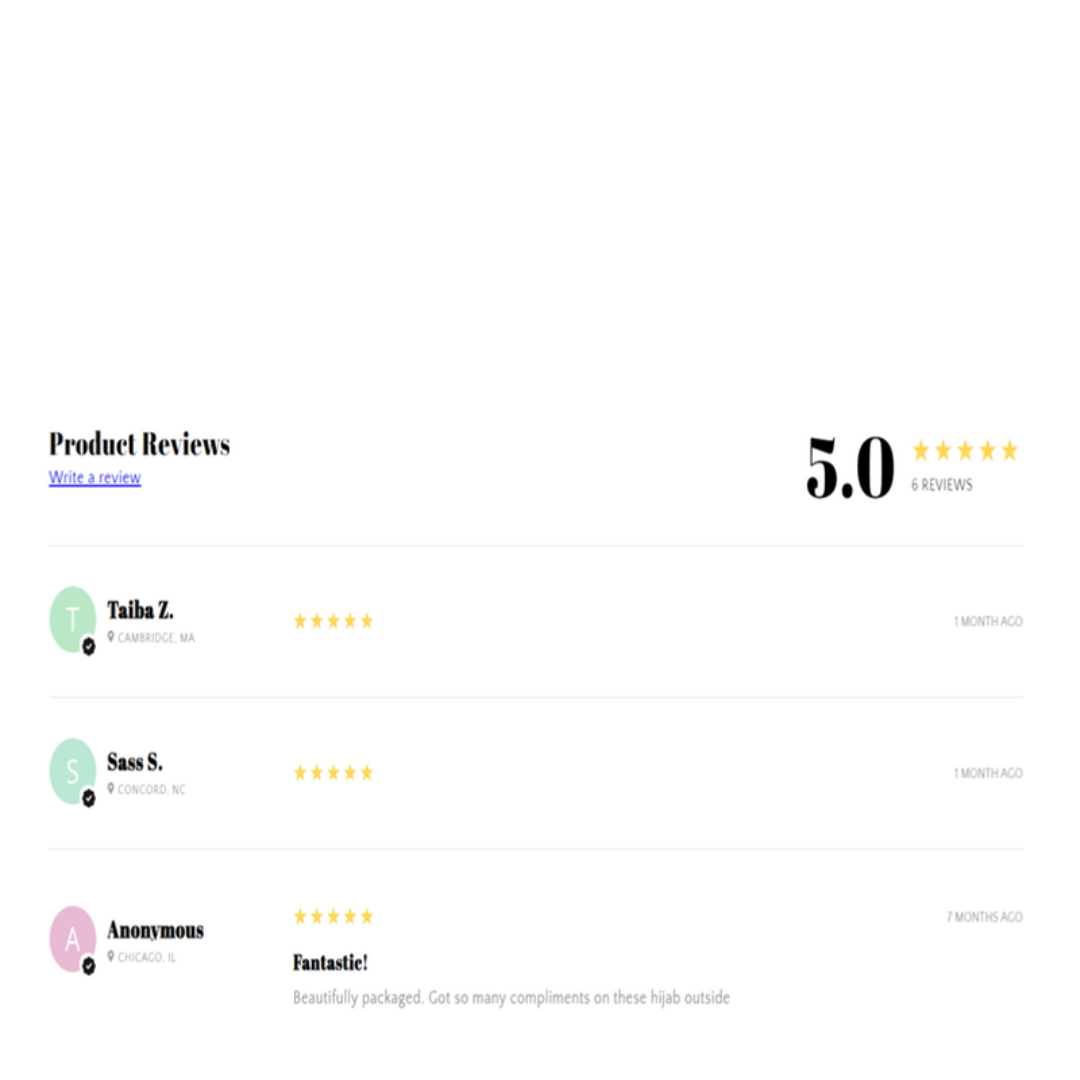 Product Reviews
Write a review
5.0
6 REVIEWS
T
Taiba Z.
CAMBRIDGE, MA
1 MONTH AGO
S
Sass S.
CONCORD, NC
1 MONTH AGO
A
Anonymous
CHICAGO, IL
7 MONTHS AGO
Fantastic!
Beautifully packaged. Got so many compliments on these hijab outside